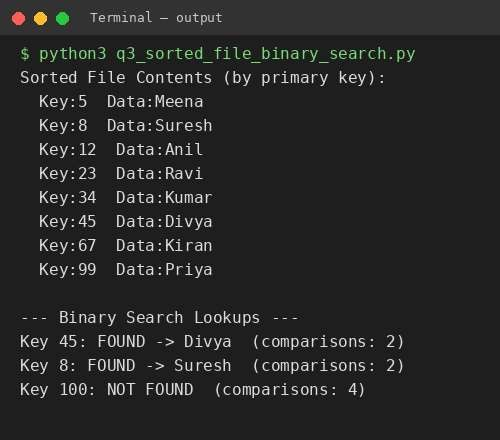 Terminal — output
$ python3 q3_sorted_file_binary_search.py
Sorted File Contents (by primary key):
  Key:5  Data:Meena
  Key:8  Data:Suresh
  Key:12  Data:Anil
  Key:23  Data:Ravi
  Key:34  Data:Kumar
  Key:45  Data:Divya
  Key:67  Data:Kiran
  Key:99  Data:Priya

--- Binary Search Lookups ---
Key 45: FOUND -> Divya  (comparisons: 2)
Key 8: FOUND -> Suresh  (comparisons: 2)
Key 100: NOT FOUND  (comparisons: 4)